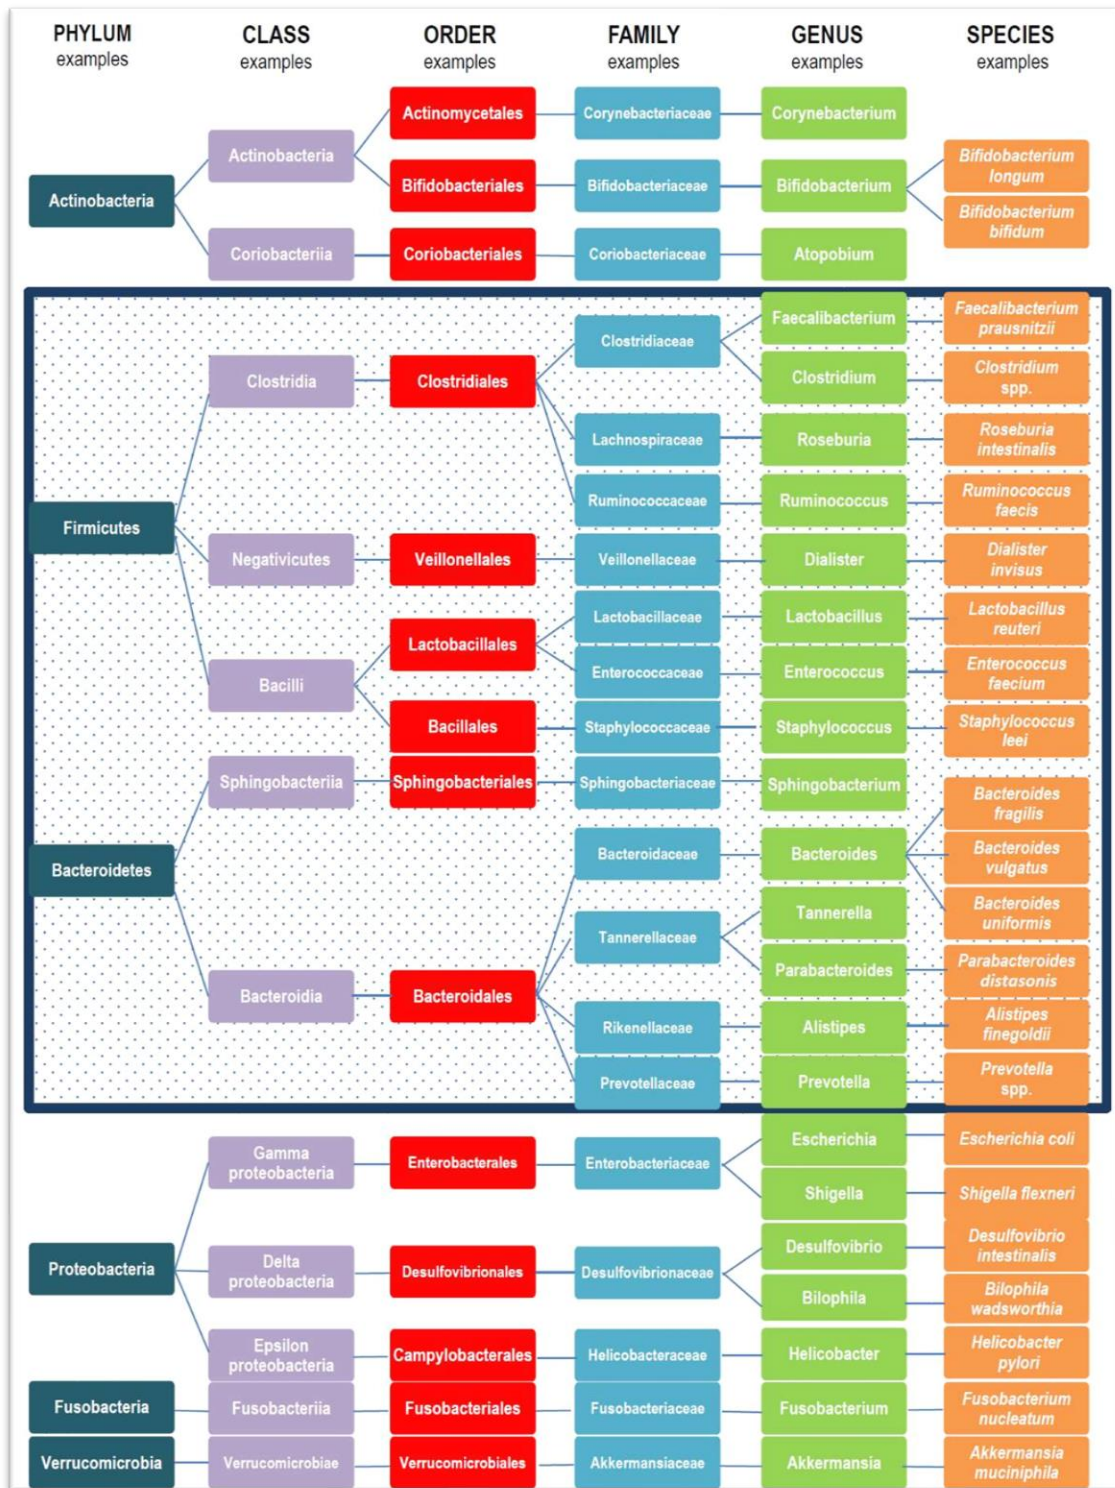 PHYLUM
examples
CLASS
examples
ORDER
examples
FAMILY
examples
GENUS
examples
SPECIES
examples
Actinobacteria
Actinobacteria
Actinomycetales
Corynebacteriaceae
Corynebacterium
Bifidobacteriales
Bifidobacteriaceae
Bifidobacterium
Bifidobacterium
longum
Bifidobacterium
bifidum
Coriobacteriia
Coriobacteriales
Coriobacteriaceae
Atopobium
Firmicutes
Clostridia
Clostridiales
Clostridiaceae
Faecalibacterium
Faecalibacterium
prausnitzii
Clostridium
Clostridium
spp.
Lachnospiraceae
Roseburia
Roseburia
intestinalis
Ruminococcaceae
Ruminococcus
Ruminococcus
faecis
Negativicutes
Veillonellales
Veillonellaceae
Dialister
Dialister
invisus
Bacilli
Lactobacillales
Lactobacillaceae
Lactobacillus
Lactobacillus
reuteri
Enterococcaceae
Enterococcus
Enterococcus
faecium
Bacillales
Staphylococcaceae
Staphylococcus
Staphylococcus
leei
Bacteroidetes
Sphingobacteriia
Sphingobacteriales
Sphingobacteriaceae
Sphingobacterium
Bacteroidia
Bacteroidales
Bacteroidaceae
Bacteroides
Bacteroides
fragilis
Bacteroides
vulgatus
Bacteroides
uniformis
Tannerellaceae
Tannerella
Parabacteroides
Parabacteroides
distasonis
Rikenellaceae
Alistipes
Alistipes
finegoldii
Prevotellaceae
Prevotella
Prevotella
spp.
Proteobacteria
Gamma
proteobacteria
Enterobacterales
Enterobacteriaceae
Escherichia
Escherichia coli
Shigella
Shigella flexneri
Delta
proteobacteria
Desulfovibrionales
Desulfovibrionaceae
Desulfovibrio
Desulfovibrio
intestinalis
Bilophila
Bilophila
wadsworthia
Epsilon
proteobacteria
Campylobacterales
Helicobacteraceae
Helicobacter
Helicobacter
pylori
Fusobacteria
Fusobacteriia
Fusobacteriales
Fusobacteriaceae
Fusobacterium
Fusobacterium
nucleatum
Verrucomicrobia
Verrucomicrobiae
Verrucomicrobiales
Akkermansiaceae
Akkermansia
Akkermansia
muciniphila